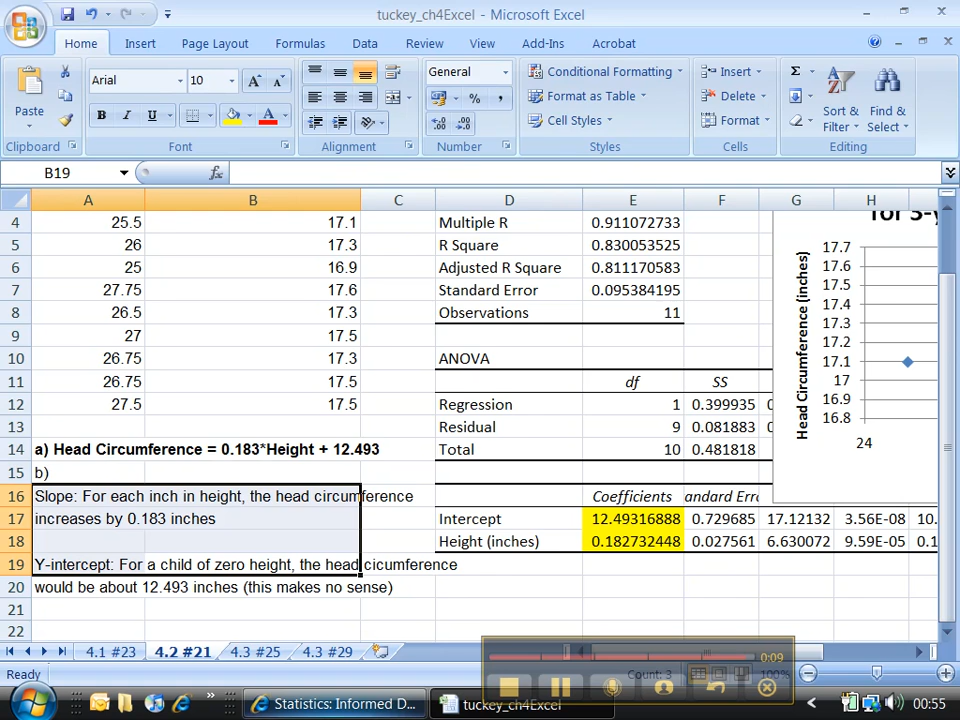 tuckey_ch4Excel - Microsoft Excel
Home Insert Page Layout Formulas Data Review View Add-Ins Acrobat
Paste
Arial 10
B I U A
General
$ % ,
Conditional Formatting
Format as Table
Cell Styles
Insert
Delete
Format
Σ
Sort & Filter
Find & Select
Clipboard Font Alignment Number Styles Cells Editing
B19 fx
A B C D E F G H
4 25.5 17.1 Multiple R 0.911072733
5 26 17.3 R Square 0.830053525
6 25 16.9 Adjusted R Square 0.811170583
7 27.75 17.6 Standard Error 0.095384195
8 26.5 17.3 Observations 11
9 27 17.5
10 26.75 17.3 ANOVA
11 26.75 17.5 df SS
12 27.5 17.5 Regression 1 0.399935
13 Residual 9 0.081883
14 a) Head Circumference = 0.183*Height + 12.493 Total 10 0.481818
15 b)
16 Slope: For each inch in height, the head circumference Coefficients andard Erro
17 increases by 0.183 inches Intercept 12.49316888 0.729685 17.12132 3.56E-08 10.
18 Height (inches) 0.182732448 0.027561 6.630072 9.59E-05 0.1
19 Y-intercept: For a child of zero height, the head cicumference
20 would be about 12.493 inches (this makes no sense)
21
22
for 3-y
Head Circumference (inches)
17.7
17.6
17.5
17.4
17.3
17.2
17.1
17
16.9
16.8
24
4.1 #23 4.2 #21 4.3 #25 4.3 #29
Ready Count: 3 100%
0:09
Statistics: Informed D...
tuckey_ch4Excel
00:55